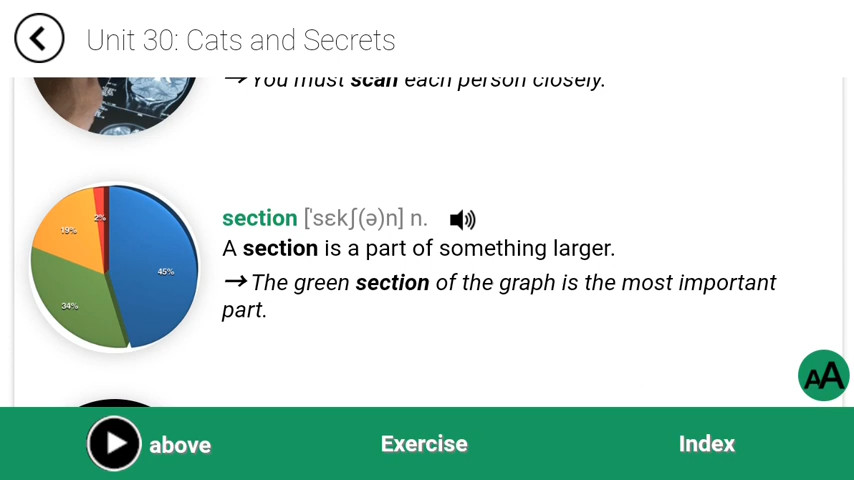 Unit 30: Cats and Secrets
→ You must scan each person closely.
section [ˈsɛkʃ(ə)n] n.
A section is a part of something larger.
→ The green section of the graph is the most important
part.
2%
19%
45%
34%
AA
above
Exercise
Index